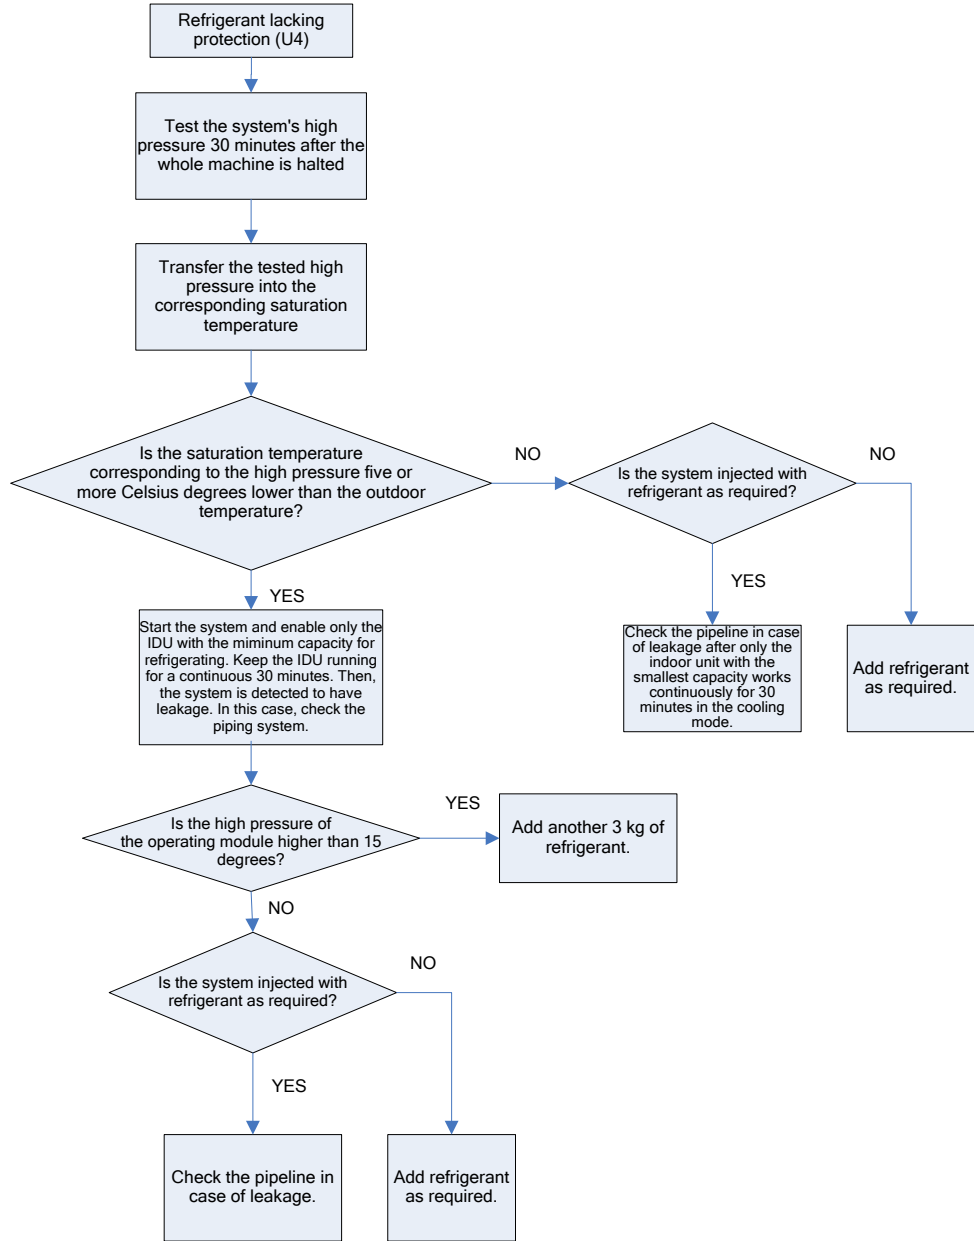 Refrigerant lacking
protection (U4)
Test the system's high
pressure 30 minutes after the
whole machine is halted
Transfer the tested high
pressure into the
corresponding saturation
temperature
Is the saturation temperature
corresponding to the high pressure five or
more Celsius degrees lower than the outdoor
temperature?
NO
Is the system injected with
refrigerant as required?
NO
YES
YES
Start the system and enable only the
IDU with the miminum capacity for
refrigerating. Keep the IDU running
for a continuous 30 minutes. Then,
the system is detected to have
leakage. In this case, check the
piping system.
Check the pipeline in case
of leakage after only the
indoor unit with the
smallest capacity works
continuously for 30
minutes in the cooling
mode.
Add refrigerant
as required.
Is the high pressure of
the operating module higher than 15
degrees?
YES
Add another 3 kg of
refrigerant.
NO
Is the system injected with
refrigerant as required?
NO
YES
Check the pipeline in
case of leakage.
Add refrigerant
as required.